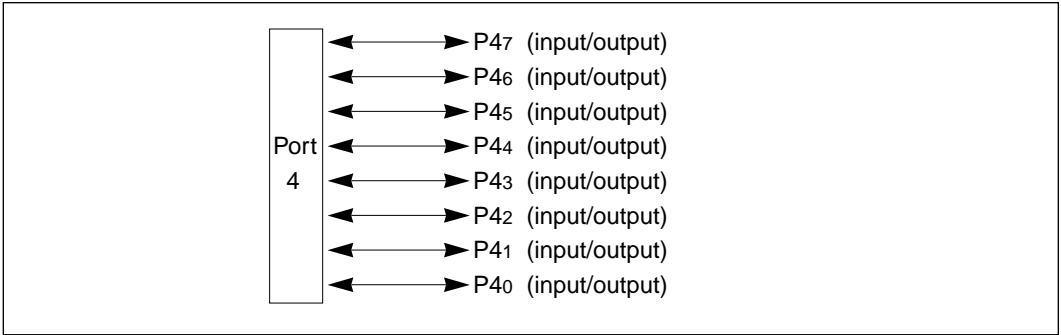 P47 (input/output)
P46 (input/output)
P45 (input/output)
Port
P44 (input/output)
4
P43 (input/output)
P42 (input/output)
P41 (input/output)
P40 (input/output)